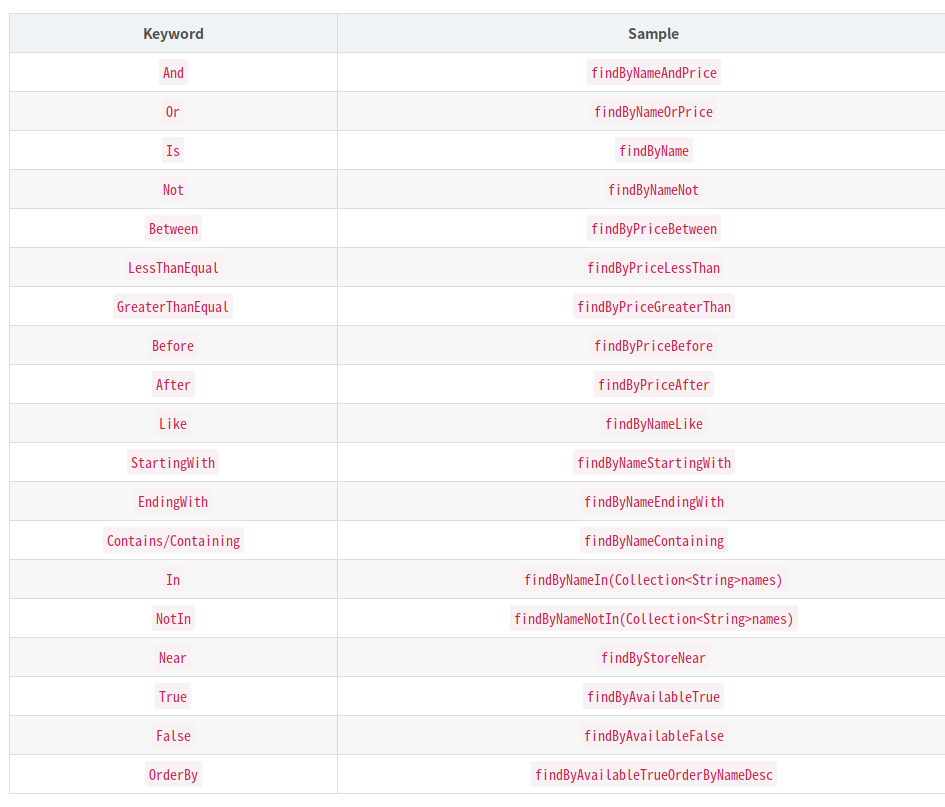 Keyword Sample
And findByNameAndPrice
Or findByNameOrPrice
Is findByName
Not findByNameNot
Between findByPriceBetween
LessThanEqual findByPriceLessThan
GreaterThanEqual findByPriceGreaterThan
Before findByPriceBefore
After findByPriceAfter
Like findByNameLike
StartingWith findByNameStartingWith
EndingWith findByNameEndingWith
Contains/Containing findByNameContaining
In findByNameIn(Collection<String>names)
NotIn findByNameNotIn(Collection<String>names)
Near findByStoreNear
True findByAvailableTrue
False findByAvailableFalse
OrderBy findByAvailableTrueOrderByNameDesc